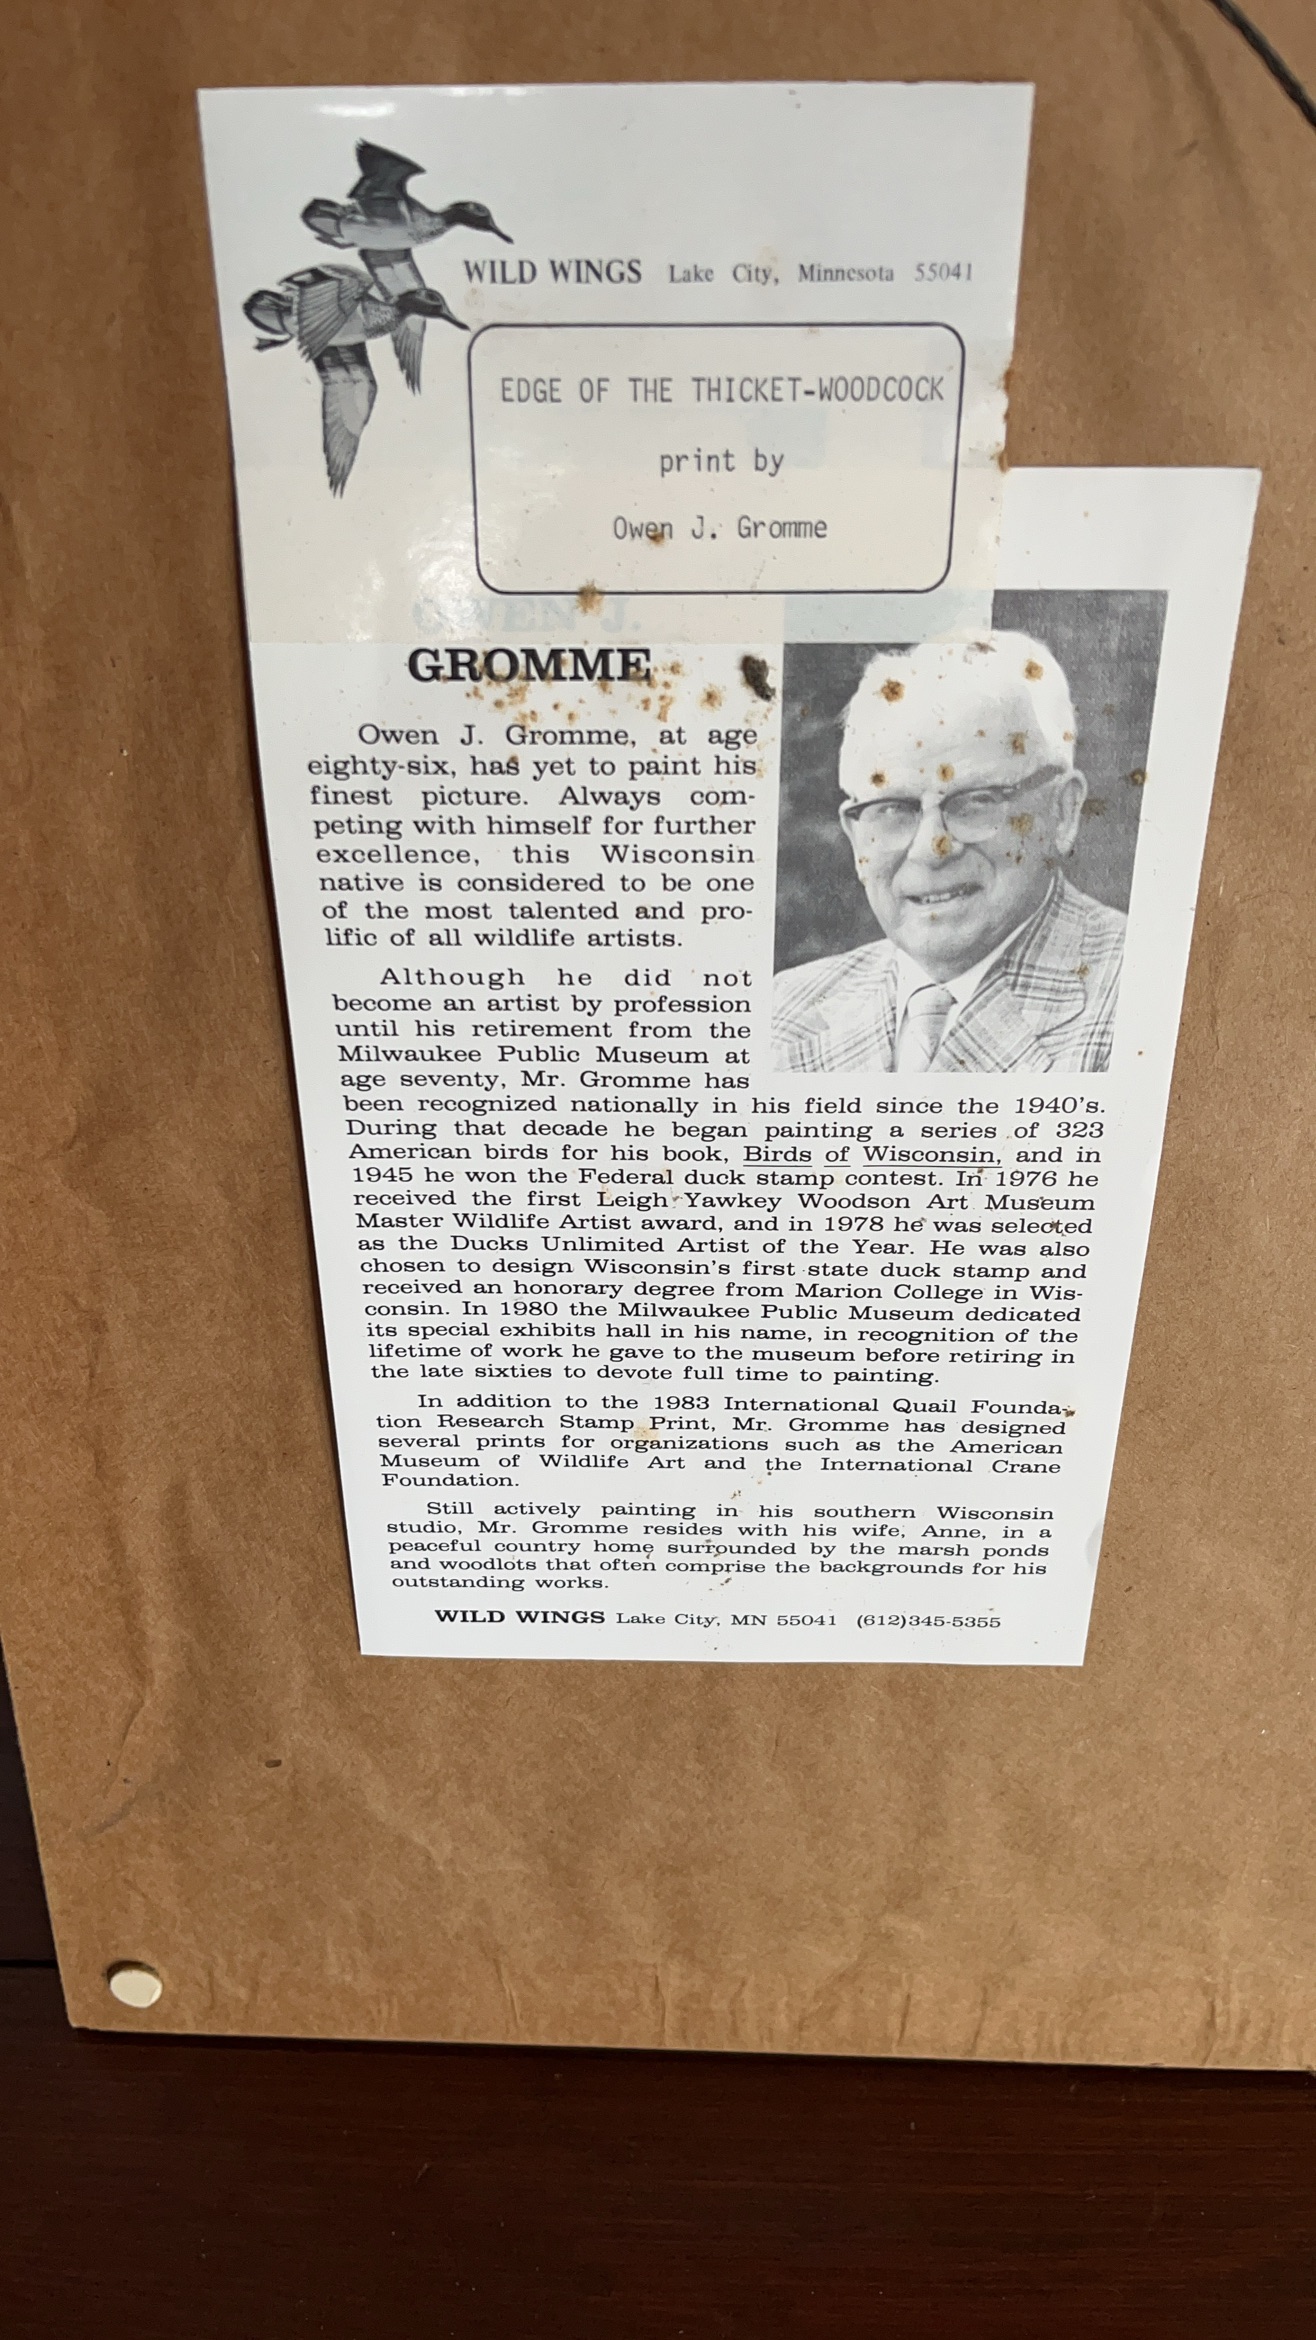 WILD WINGS Lake City, Minnesota 55041
EDGE OF THE THICKET-WOODCOCK
print by
Owen J. Gromme
OWEN J.
GROMME
Owen J. Gromme, at age
eighty-six, has yet to paint his
finest picture. Always com-
peting with himself for further
excellence, this Wisconsin
native is considered to be one
of the most talented and pro-
lific of all wildlife artists.
Although he did not
become an artist by profession
until his retirement from the
Milwaukee Public Museum at
age seventy, Mr. Gromme has
been recognized nationally in his field since the 1940's.
During that decade he began painting a series of 323
American birds for his book, Birds of Wisconsin, and in
1945 he won the Federal duck stamp contest. In 1976 he
received the first Leigh Yawkey Woodson Art Museum
Master Wildlife Artist award, and in 1978 he was selected
as the Ducks Unlimited Artist of the Year. He was also
chosen to design Wisconsin's first state duck stamp and
received an honorary degree from Marion College in Wis-
consin. In 1980 the Milwaukee Public Museum dedicated
its special exhibits hall in his name, in recognition of the
lifetime of work he gave to the museum before retiring in
the late sixties to devote full time to painting.
In addition to the 1983 International Quail Founda-
tion Research Stamp Print, Mr. Gromme has designed
several prints for organizations such as the American
Museum of Wildlife Art and the International Crane
Foundation.
Still actively painting in his southern Wisconsin
studio, Mr. Gromme resides with his wife, Anne, in a
peaceful country home surrounded by the marsh ponds
and woodlots that often comprise the backgrounds for his
outstanding works.
WILD WINGS Lake City, MN 55041 (612)345-5355